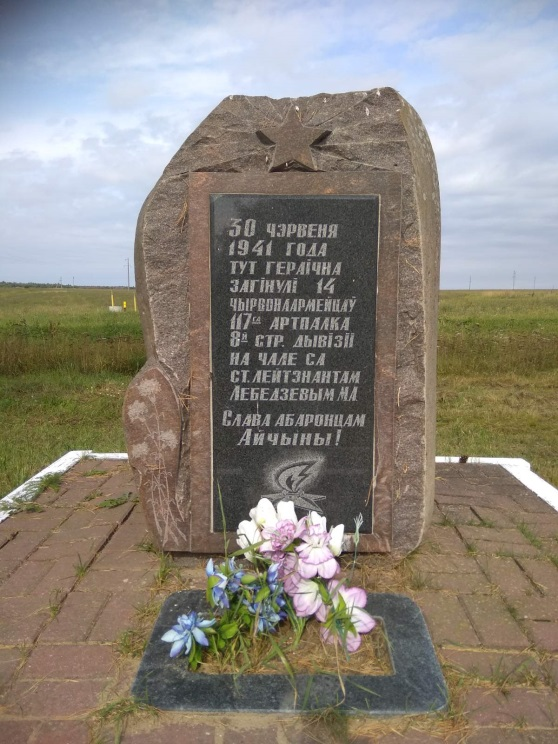 30 ЧЭРВЕНЯ
1941 ГОДА
ТУТ ГЕРАІЧНА
ЗАГІНУЛІ 14
ЧЫРВОНААРМЕЙЦАЎ
117ГА АРТПАЛКА
8Й СТР. ДЫВІЗІІ
НА ЧАЛЕ СА
СТ. ЛЕЙТЭНАНТАМ
ЛЕБЕДЗЕВЫМ М.А
СЛАВА АБАРОНЦАМ
АЙЧЫНЫ!